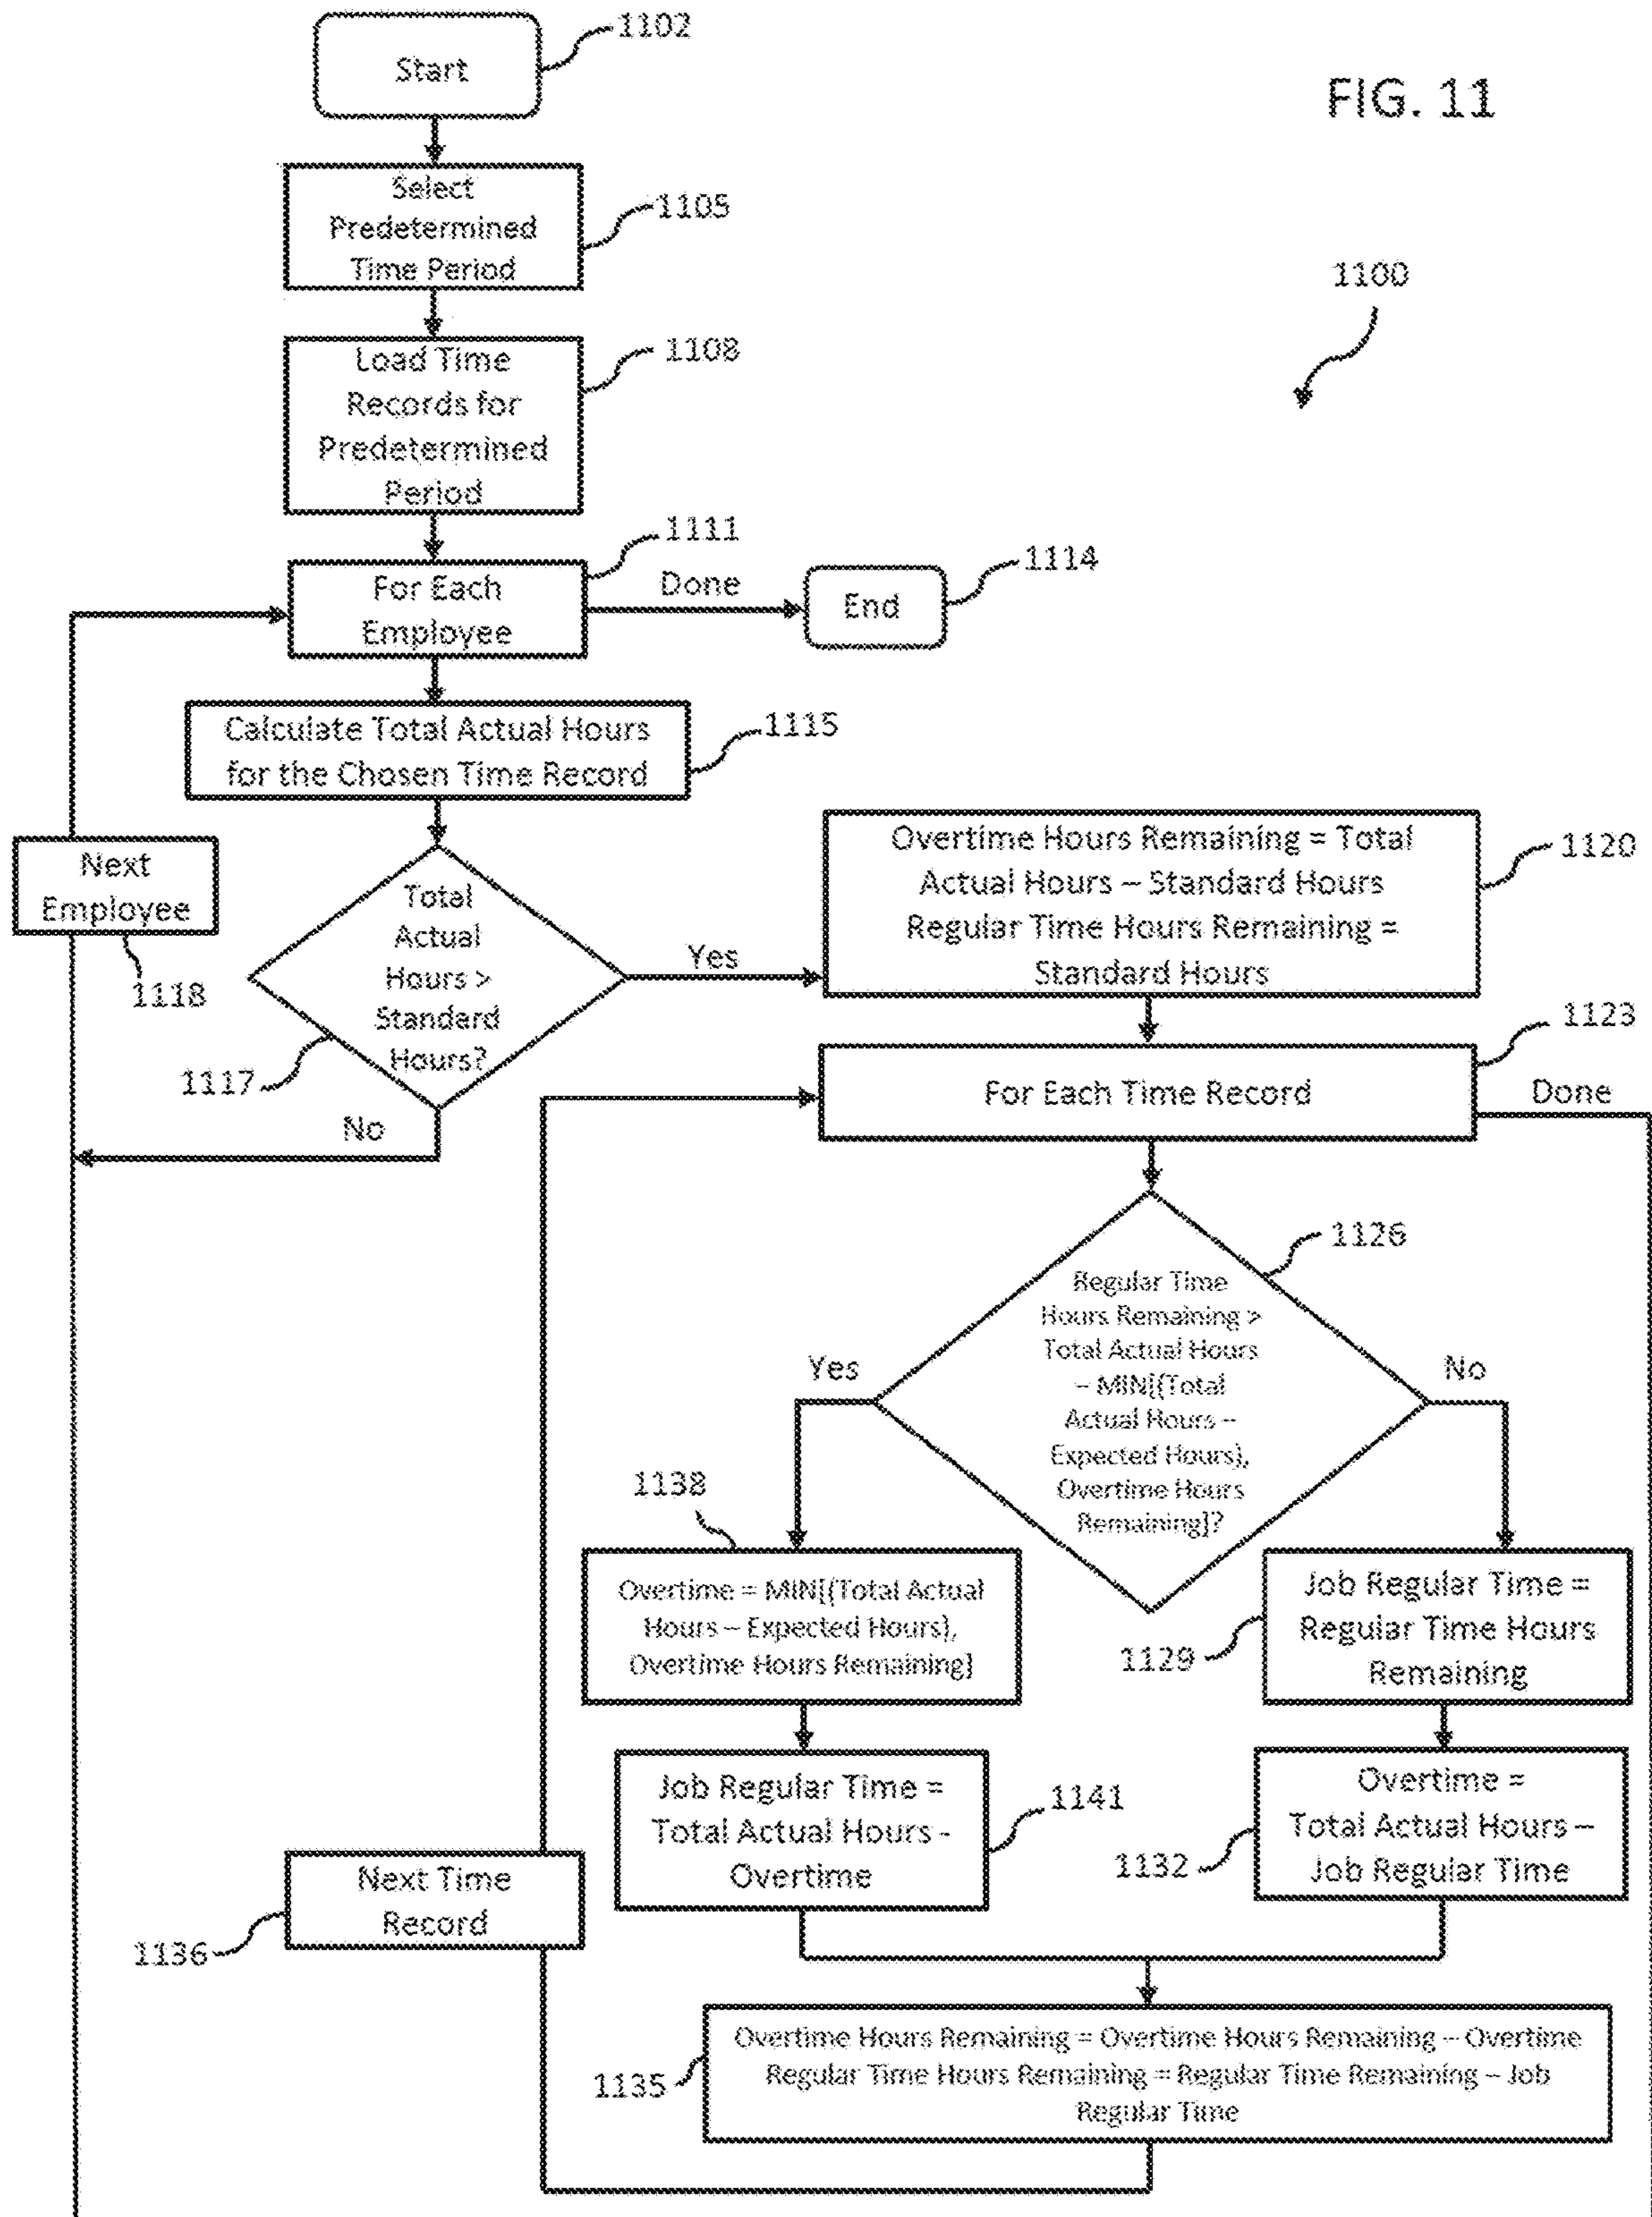 1102
Start
FIG. 11
Select
Predetermined
Time Period
1105
1100
Load Time
Records for
Predetermined
Period
1108
1111
For Each
Employee
Done
End
1114
Calculate Total Actual Hours
for the Chosen Time Record
1115
Next
Employee
1118
Total
Actual
Hours >
Standard
Hours?
1117
Yes
No
Overtime Hours Remaining = Total
Actual Hours – Standard Hours
Regular Time Hours Remaining =
Standard Hours
1120
1123
For Each Time Record
Done
1126
Regular Time
Hours Remaining >
Total Actual Hours
– MIN[(Total
Actual Hours –
Expected Hours),
Overtime Hours
Remaining]?
Yes
No
1138
Overtime = MIN[(Total Actual
Hours – Expected Hours),
Overtime Hours Remaining]
Job Regular Time =
Regular Time Hours
Remaining
1129
Job Regular Time =
Total Actual Hours -
Overtime
1141
Overtime =
Total Actual Hours –
Job Regular Time
1132
Next Time
Record
1136
Overtime Hours Remaining = Overtime Hours Remaining – Overtime
Regular Time Hours Remaining = Regular Time Remaining – Job
Regular Time
1135